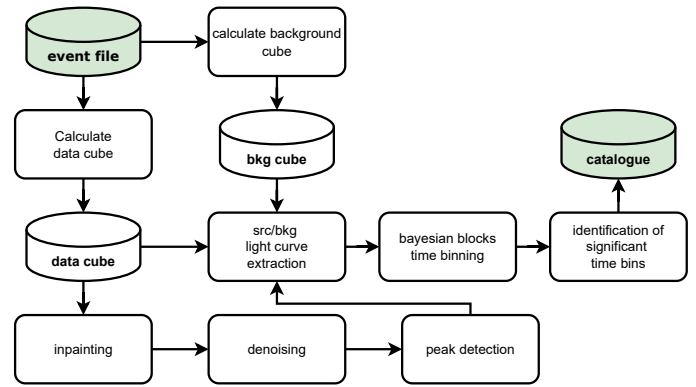 event file
calculate background
cube
Calculate
data cube
bkg cube
catalogue
data cube
src/bkg
light curve
extraction
bayesian blocks
time binning
identification of
significant
time bins
inpainting
denoising
peak detection